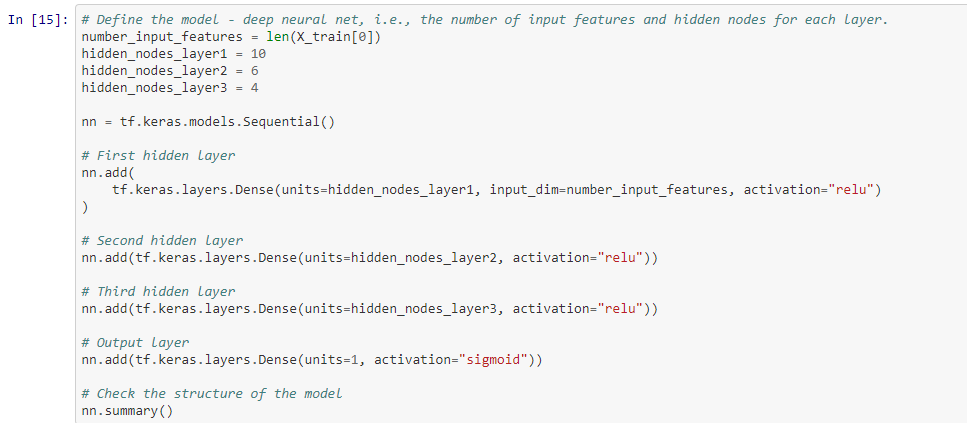 In [15]: # Define the model - deep neural net, i.e., the number of input features and hidden nodes for each layer.
number_input_features = len(X_train[0])
hidden_nodes_layer1 = 10
hidden_nodes_layer2 = 6
hidden_nodes_layer3 = 4

nn = tf.keras.models.Sequential()

# First hidden layer
nn.add(
    tf.keras.layers.Dense(units=hidden_nodes_layer1, input_dim=number_input_features, activation="relu")
)

# Second hidden layer
nn.add(tf.keras.layers.Dense(units=hidden_nodes_layer2, activation="relu"))

# Third hidden layer
nn.add(tf.keras.layers.Dense(units=hidden_nodes_layer3, activation="relu"))

# Output layer
nn.add(tf.keras.layers.Dense(units=1, activation="sigmoid"))

# Check the structure of the model
nn.summary()